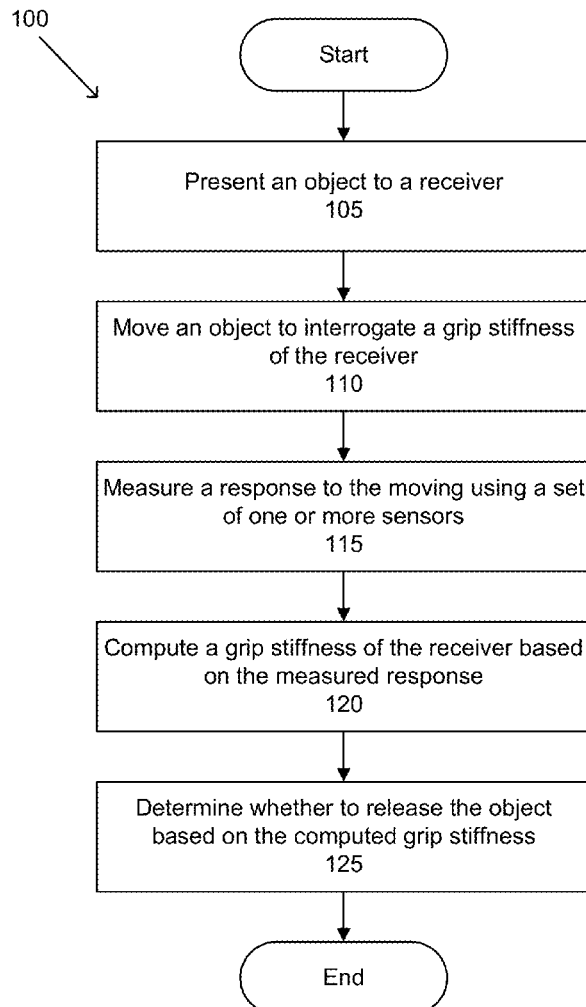 100
Start
Present an object to a receiver
105
Move an object to interrogate a grip stiffness
of the receiver
110
Measure a response to the moving using a set
of one or more sensors
115
Compute a grip stiffness of the receiver based
on the measured response
120
Determine whether to release the object
based on the computed grip stiffness
125
End